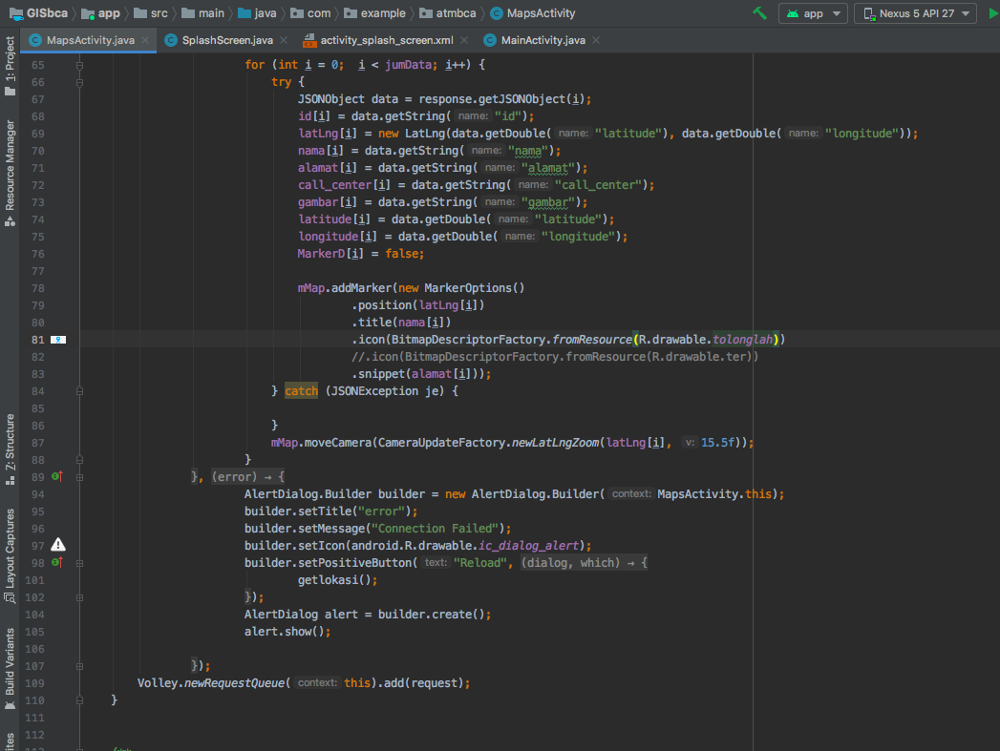 GISbca app src main java com example atmbca MapsActivity app Nexus 5 API 27
MapsActivity.java SplashScreen.java activity_splash_screen.xml MainActivity.java
1: Project
Resource Manager
7: Structure
Layout Captures
Build Variants
65 for (int i = 0; i < jumData; i++) {
66 try {
67 JSONObject data = response.getJSONObject(i);
68 id[i] = data.getString( name: "id");
69 latLng[i] = new LatLng(data.getDouble( name: "latitude"), data.getDouble( name: "longitude"));
70 nama[i] = data.getString( name: "nama");
71 alamat[i] = data.getString( name: "alamat");
72 call_center[i] = data.getString( name: "call_center");
73 gambar[i] = data.getString( name: "gambar");
74 latitude[i] = data.getDouble( name: "latitude");
75 longitude[i] = data.getDouble( name: "longitude");
76 MarkerD[i] = false;
77
78 mMap.addMarker(new MarkerOptions()
79 .position(latLng[i])
80 .title(nama[i])
81 .icon(BitmapDescriptorFactory.fromResource(R.drawable.tolonglah))
82 //.icon(BitmapDescriptorFactory.fromResource(R.drawable.ter))
83 .snippet(alamat[i]));
84 } catch (JSONException je) {
85
86 }
87 mMap.moveCamera(CameraUpdateFactory.newLatLngZoom(latLng[i], v: 15.5f));
88 }
89 }, (error) → {
94 AlertDialog.Builder builder = new AlertDialog.Builder( context: MapsActivity.this);
95 builder.setTitle("error");
96 builder.setMessage("Connection Failed");
97 builder.setIcon(android.R.drawable.ic_dialog_alert);
98 builder.setPositiveButton( text: "Reload", (dialog, which) → {
101 getlokasi();
102 });
104 AlertDialog alert = builder.create();
105 alert.show();
106
107 });
109 Volley.newRequestQueue( context: this).add(request);
110 }
111
112